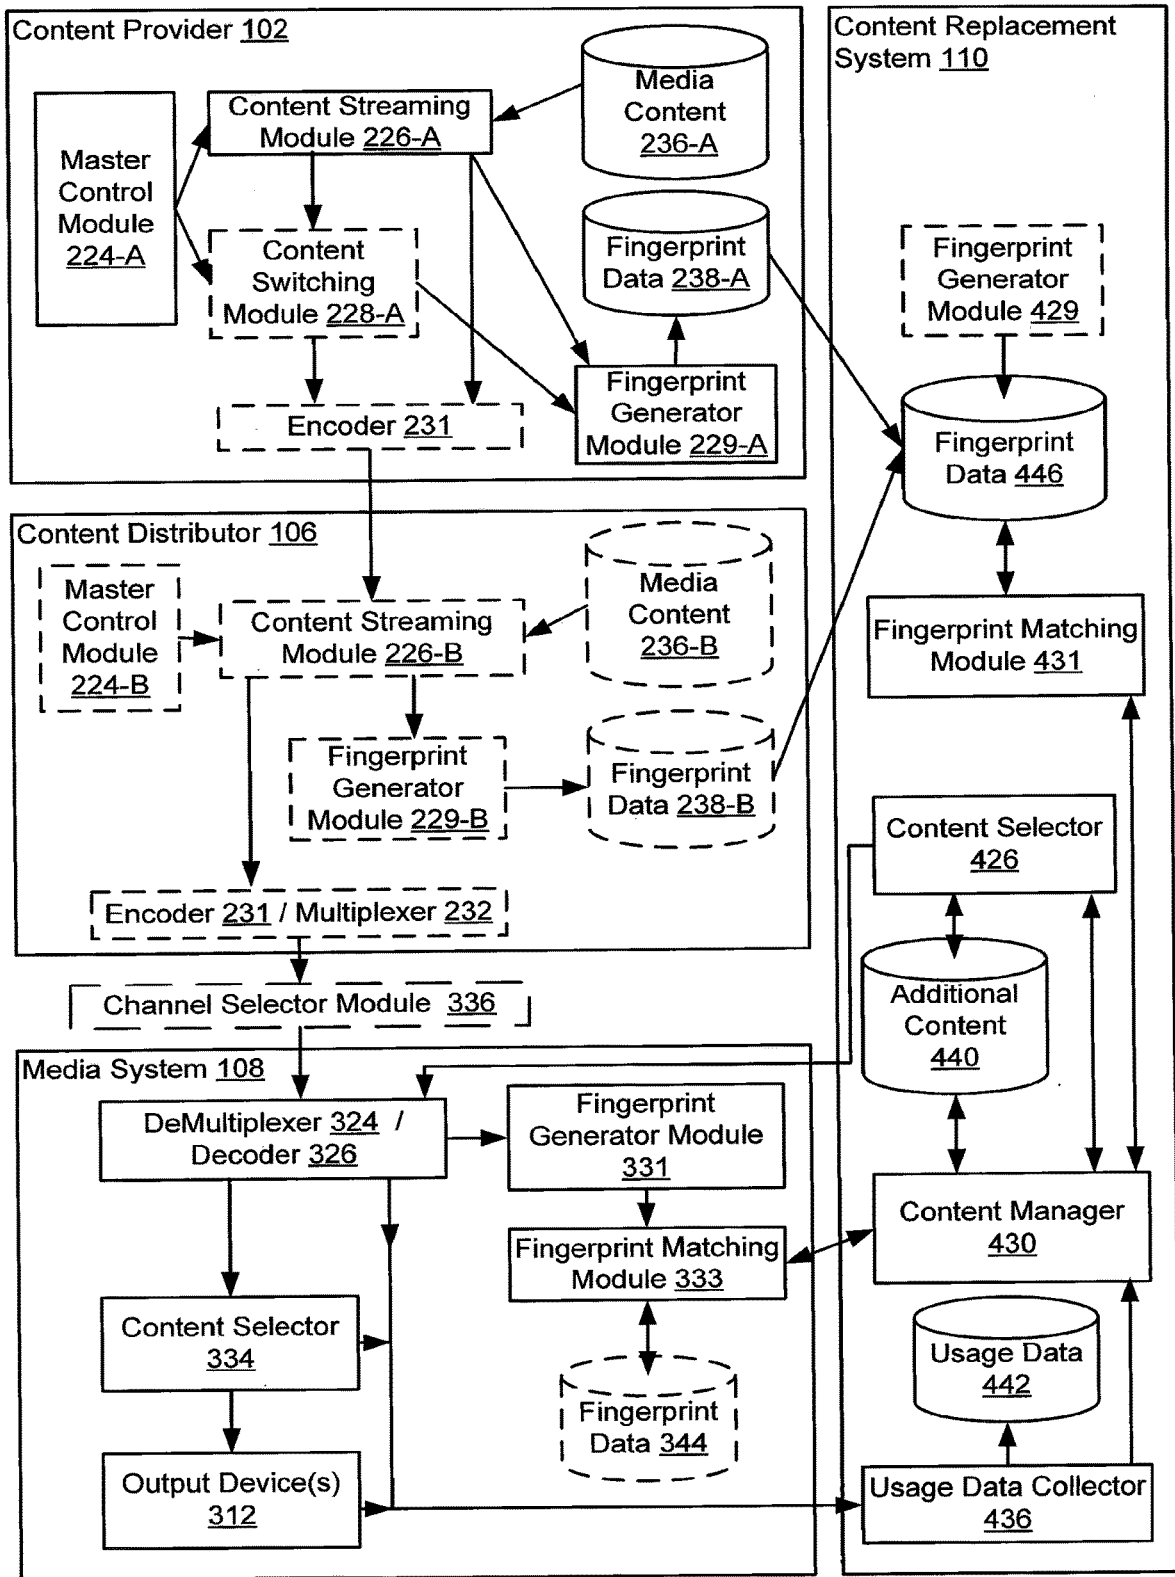 Content Provider 102
Master
Control
Module
224-A
Content Streaming
Module 226-A
Media
Content
236-A
Content
Switching
Module 228-A
Fingerprint
Data 238-A
Encoder 231
Fingerprint
Generator
Module 229-A
Content Distributor 106
Master
Control
Module
224-B
Content Streaming
Module 226-B
Media
Content
236-B
Fingerprint
Generator
Module 229-B
Fingerprint
Data 238-B
Encoder 231 / Multiplexer 232
Channel Selector Module 336
Media System 108
DeMultiplexer 324 /
Decoder 326
Fingerprint
Generator Module
331
Fingerprint Matching
Module 333
Content Selector
334
Fingerprint
Data 344
Output Device(s)
312
Content Replacement
System 110
Fingerprint
Generator
Module 429
Fingerprint
Data 446
Fingerprint Matching
Module 431
Content Selector
426
Additional
Content
440
Content Manager
430
Usage Data
442
Usage Data Collector
436